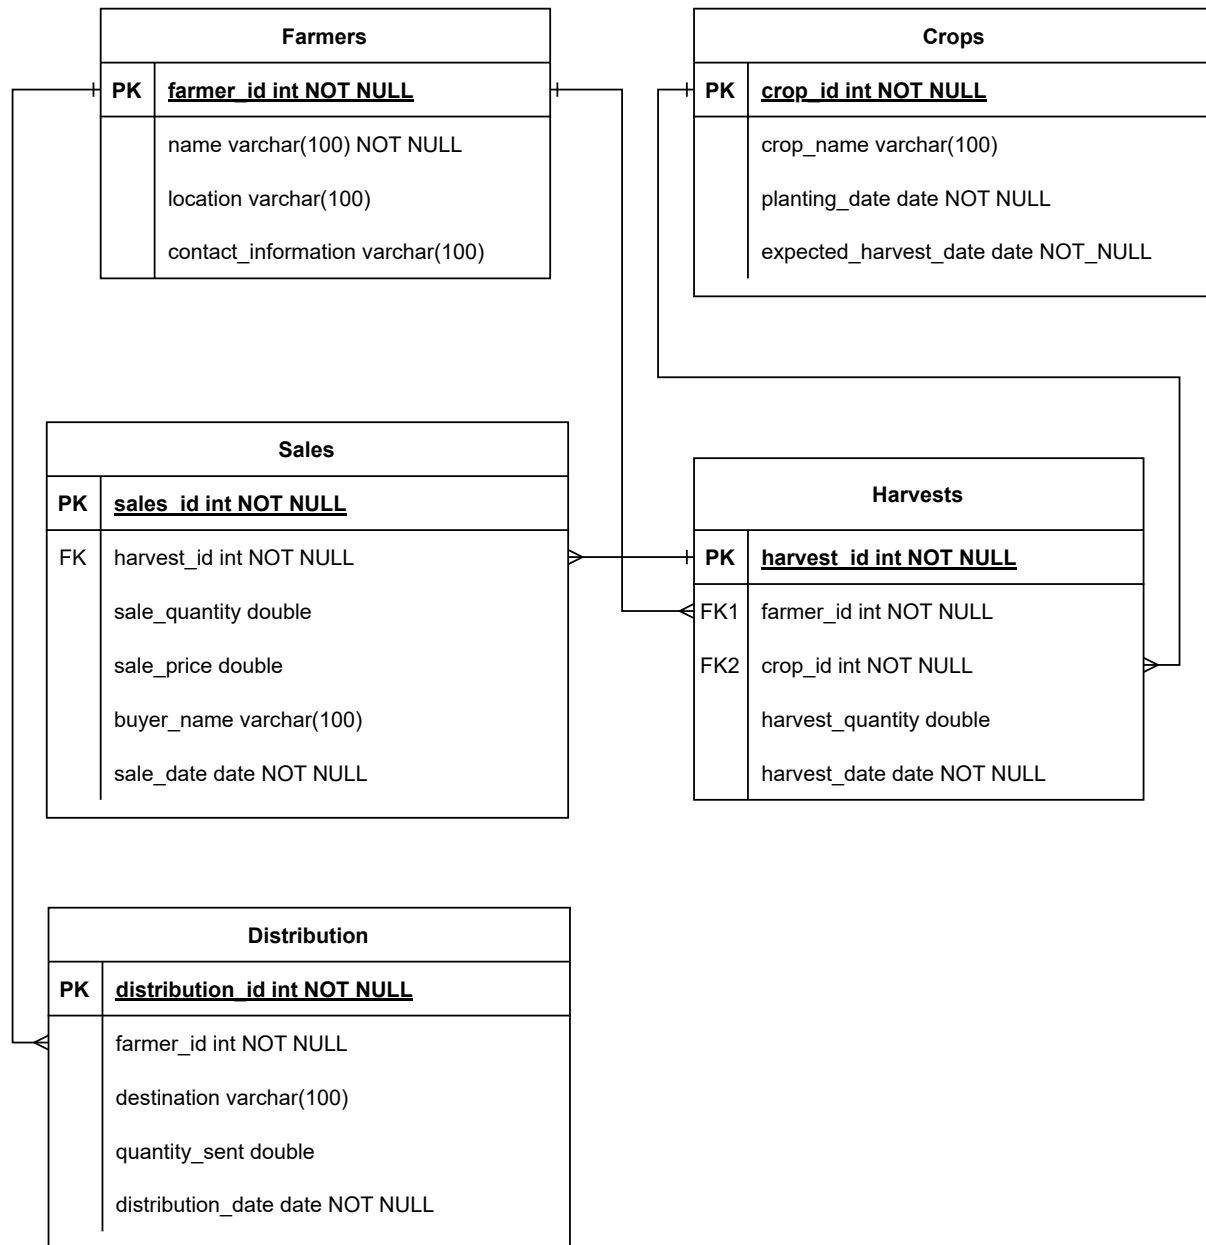 Farmers
PK farmer_id int NOT NULL
name varchar(100) NOT NULL
location varchar(100)
contact_information varchar(100)
Crops
PK crop_id int NOT NULL
crop_name varchar(100)
planting_date date NOT NULL
expected_harvest_date date NOT_NULL
Sales
PK sales_id int NOT NULL
FK harvest_id int NOT NULL
sale_quantity double
sale_price double
buyer_name varchar(100)
sale_date date NOT NULL
Harvests
PK harvest_id int NOT NULL
FK1 farmer_id int NOT NULL
FK2 crop_id int NOT NULL
harvest_quantity double
harvest_date date NOT NULL
Distribution
PK distribution_id int NOT NULL
farmer_id int NOT NULL
destination varchar(100)
quantity_sent double
distribution_date date NOT NULL